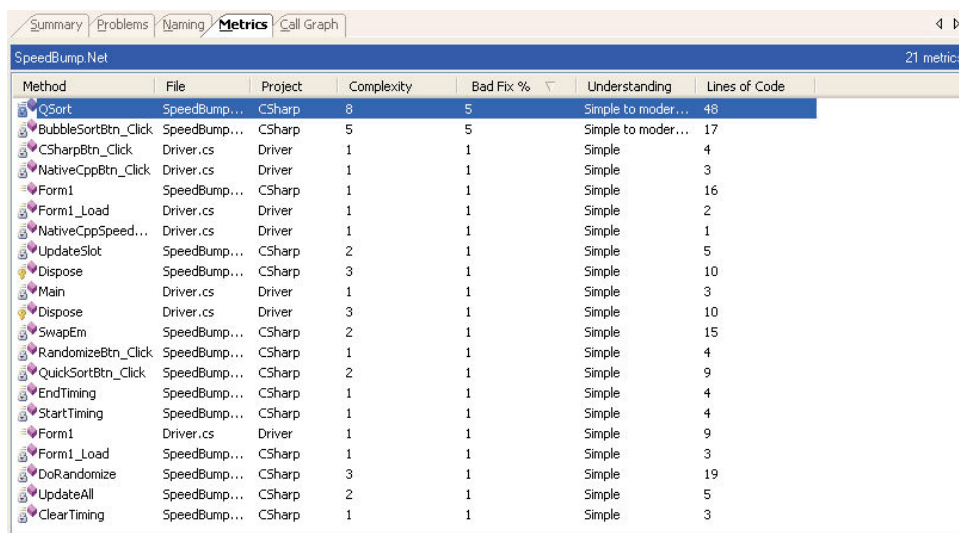 Summary Problems Naming Metrics Call Graph
SpeedBump.Net 21 metrics
Method File Project Complexity Bad Fix % Understanding Lines of Code
QSort SpeedBump... CSharp 8 5 Simple to moder... 48
BubbleSortBtn_Click SpeedBump... CSharp 5 5 Simple to moder... 17
CSharpBtn_Click Driver.cs Driver 1 1 Simple 4
NativeCppBtn_Click Driver.cs Driver 1 1 Simple 3
Form1 SpeedBump... CSharp 1 1 Simple 16
Form1_Load Driver.cs Driver 1 1 Simple 2
NativeCppSpeed... Driver.cs Driver 1 1 Simple 1
UpdateSlot SpeedBump... CSharp 2 1 Simple 5
Dispose SpeedBump... CSharp 3 1 Simple 10
Main Driver.cs Driver 1 1 Simple 3
Dispose Driver.cs Driver 3 1 Simple 10
SwapEm SpeedBump... CSharp 2 1 Simple 15
RandomizeBtn_Click SpeedBump... CSharp 1 1 Simple 4
QuickSortBtn_Click SpeedBump... CSharp 2 1 Simple 9
EndTiming SpeedBump... CSharp 1 1 Simple 4
StartTiming SpeedBump... CSharp 1 1 Simple 4
Form1 Driver.cs Driver 1 1 Simple 9
Form1_Load SpeedBump... CSharp 1 1 Simple 3
DoRandomize SpeedBump... CSharp 3 1 Simple 19
UpdateAll SpeedBump... CSharp 2 1 Simple 5
ClearTiming SpeedBump... CSharp 1 1 Simple 3